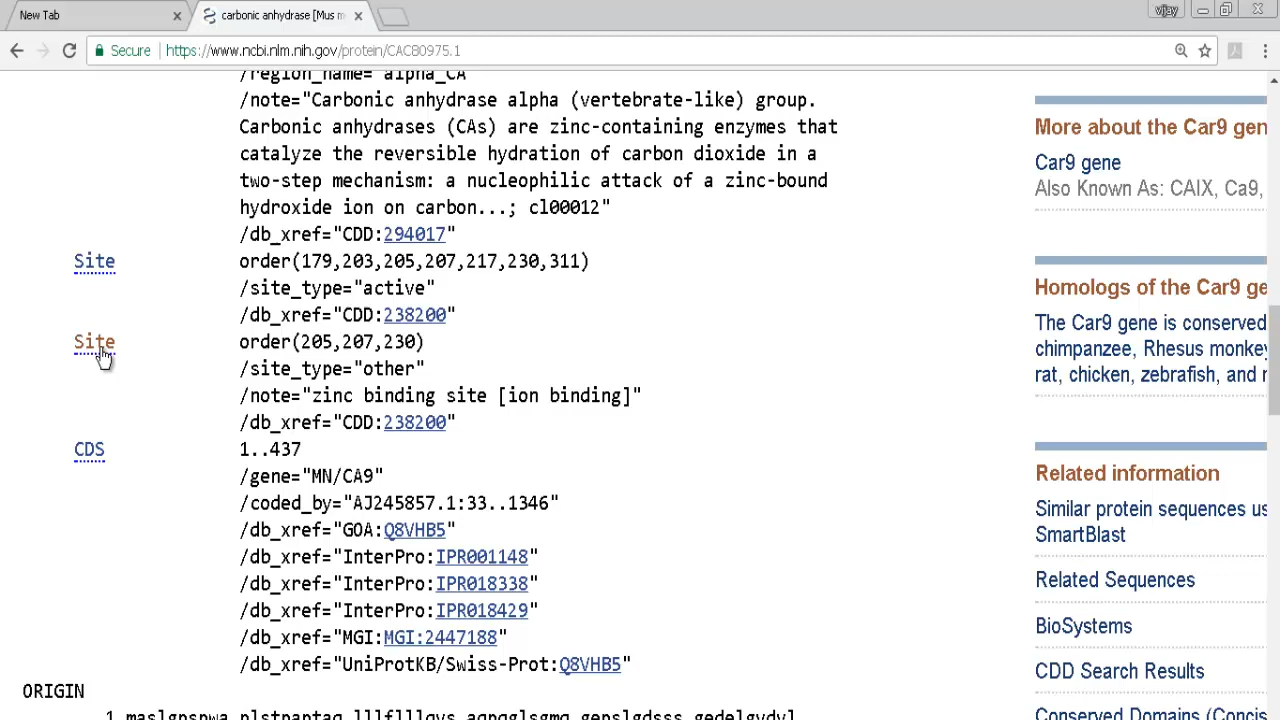 New Tab
carbonic anhydrase [Mus m
vijay
Secure https://www.ncbi.nlm.nih.gov/protein/CAC80975.1
/region_name="alpha_CA"
/note="Carbonic anhydrase alpha (vertebrate-like) group.
Carbonic anhydrases (CAs) are zinc-containing enzymes that
catalyze the reversible hydration of carbon dioxide in a
two-step mechanism: a nucleophilic attack of a zinc-bound
hydroxide ion on carbon...; cl00012"
/db_xref="CDD:294017"
Site order(179,203,205,207,217,230,311)
/site_type="active"
/db_xref="CDD:238200"
Site order(205,207,230)
/site_type="other"
/note="zinc binding site [ion binding]"
/db_xref="CDD:238200"
CDS 1..437
/gene="MN/CA9"
/coded_by="AJ245857.1:33..1346"
/db_xref="GOA:Q8VHB5"
/db_xref="InterPro:IPR001148"
/db_xref="InterPro:IPR018338"
/db_xref="InterPro:IPR018429"
/db_xref="MGI:MGI:2447188"
/db_xref="UniProtKB/Swiss-Prot:Q8VHB5"
ORIGIN
More about the Car9 gen
Car9 gene
Also Known As: CAIX, Ca9,
Homologs of the Car9 ge
The Car9 gene is conserved
chimpanzee, Rhesus monkey
rat, chicken, zebrafish, and
Related information
Similar protein sequences us
SmartBlast
Related Sequences
BioSystems
CDD Search Results
Conserved Domains (Concis